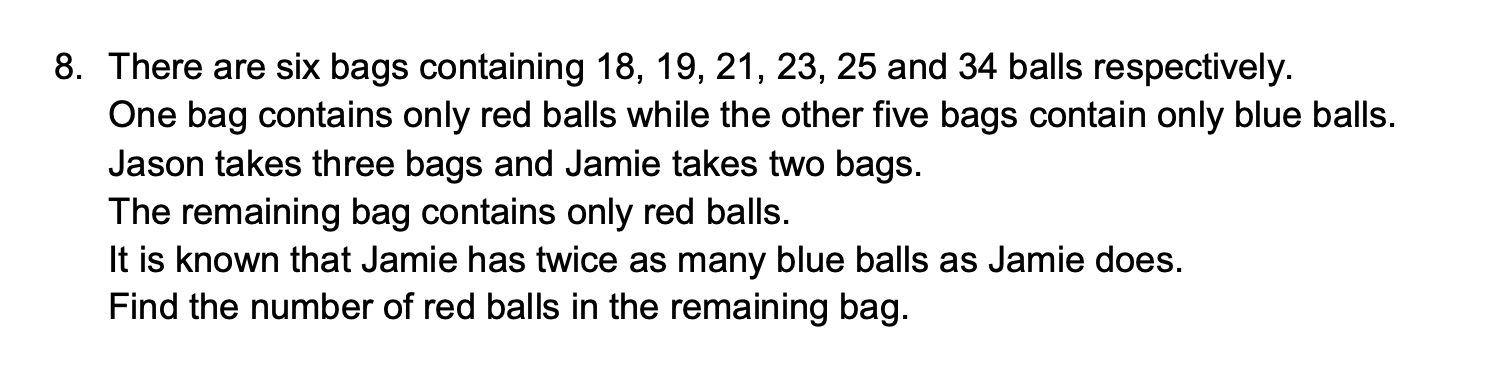 8. There are six bags containing 18, 19, 21, 23, 25 and 34 balls respectively.
One bag contains only red balls while the other five bags contain only blue balls.
Jason takes three bags and Jamie takes two bags.
The remaining bag contains only red balls.
It is known that Jamie has twice as many blue balls as Jamie does.
Find the number of red balls in the remaining bag.